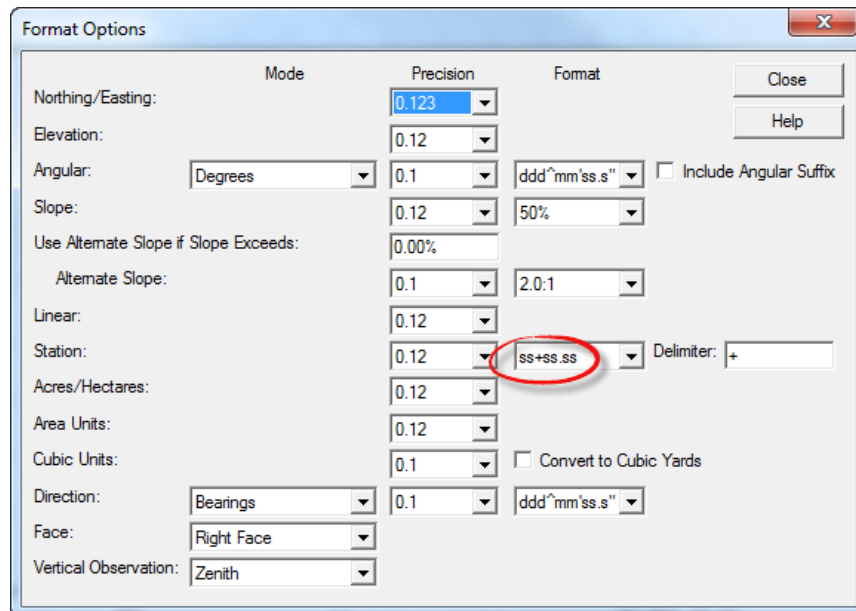 Format Options
Mode Precision Format Close
Northing/Easting: 0.123 Help
Elevation: 0.12
Angular: Degrees 0.1 ddd^mm'ss.s" Include Angular Suffix
Slope: 0.12 50%
Use Alternate Slope if Slope Exceeds: 0.00%
Alternate Slope: 0.1 2.0:1
Linear: 0.12
Station: 0.12 ss+ss.ss Delimiter: +
Acres/Hectares: 0.12
Area Units: 0.12
Cubic Units: 0.1 Convert to Cubic Yards
Direction: Bearings 0.1 ddd^mm'ss.s"
Face: Right Face
Vertical Observation: Zenith